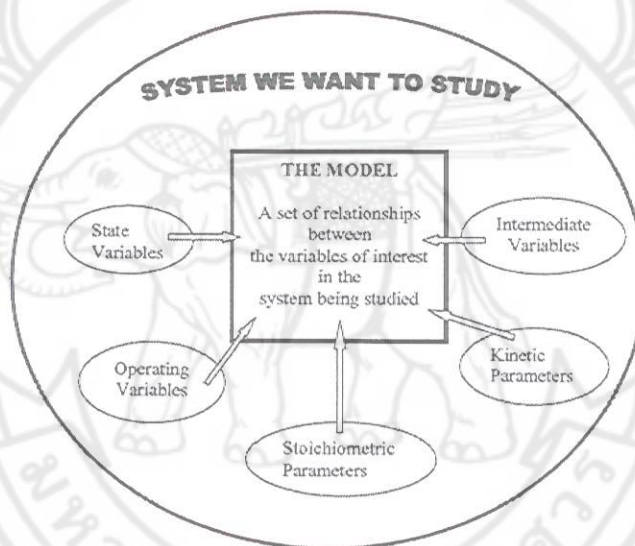 SYSTEM WE WANT TO STUDY
THE MODEL
A set of relationships
between
the variables of interest
in the
system being studied
State
Variables
Intermediate
Variables
Operating
Variables
Kinetic
Parameters
Stoichiometric
Parameters